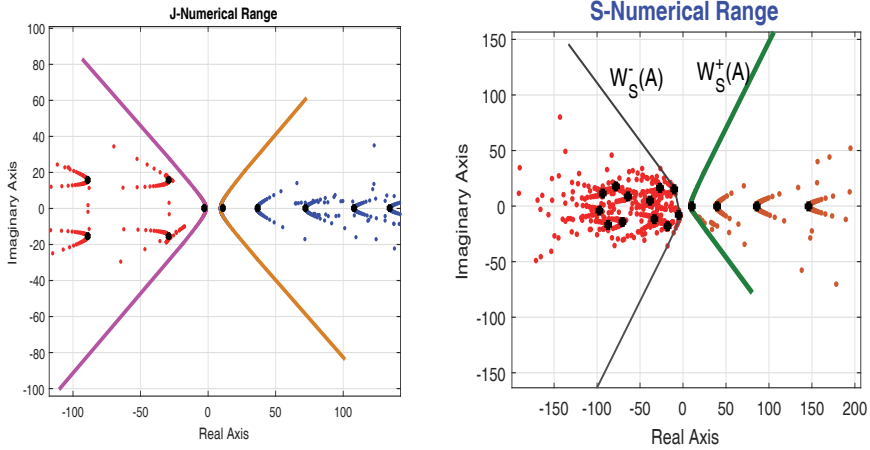 J-Numerical Range
100
80
60
40
20
0
-20
-40
-60
-80
-100
-100 -50 0 50 100
Imaginary Axis
Real Axis
S-Numerical Range
W_S^-(A) W_S^+(A)
150
100
50
0
-50
-100
-150
-150 -100 -50 0 50 100 150 200
Imaginary Axis
Real Axis